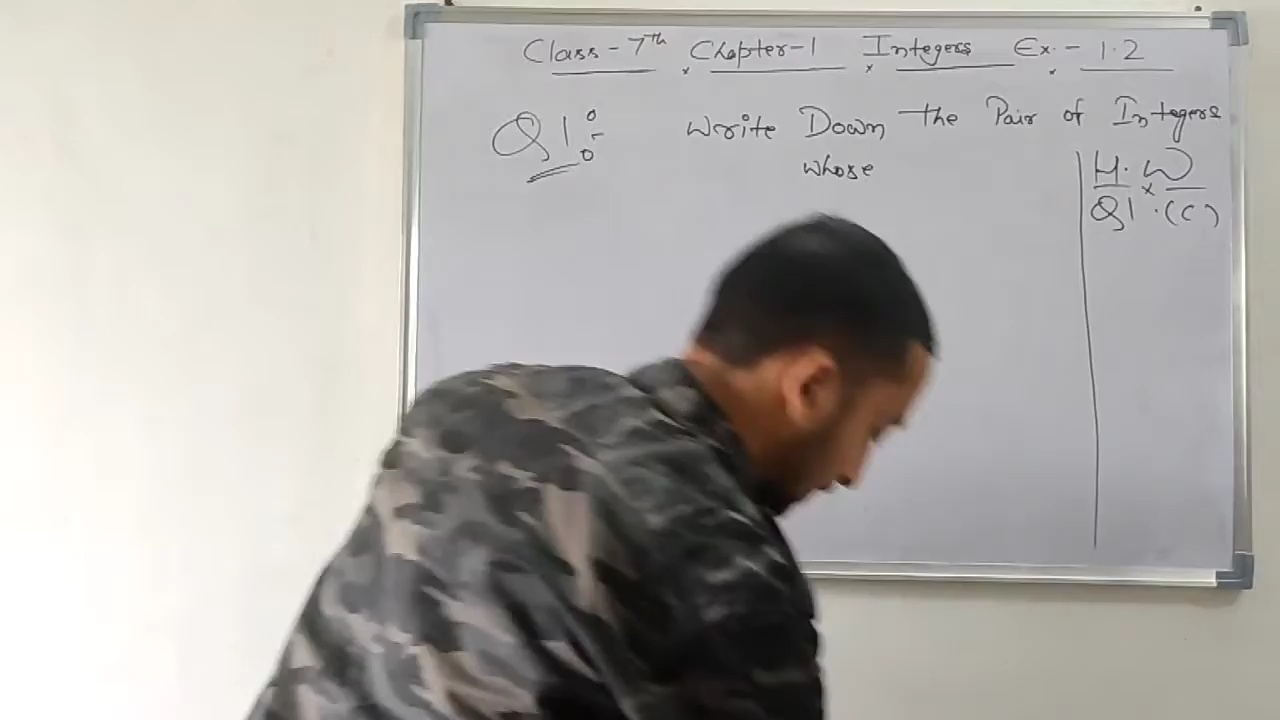 Class-7th Chapter-1 Integers Ex.- 1.2
Q1:- Write Down the Pair of Integers
whose
H.W
Q1.(C)